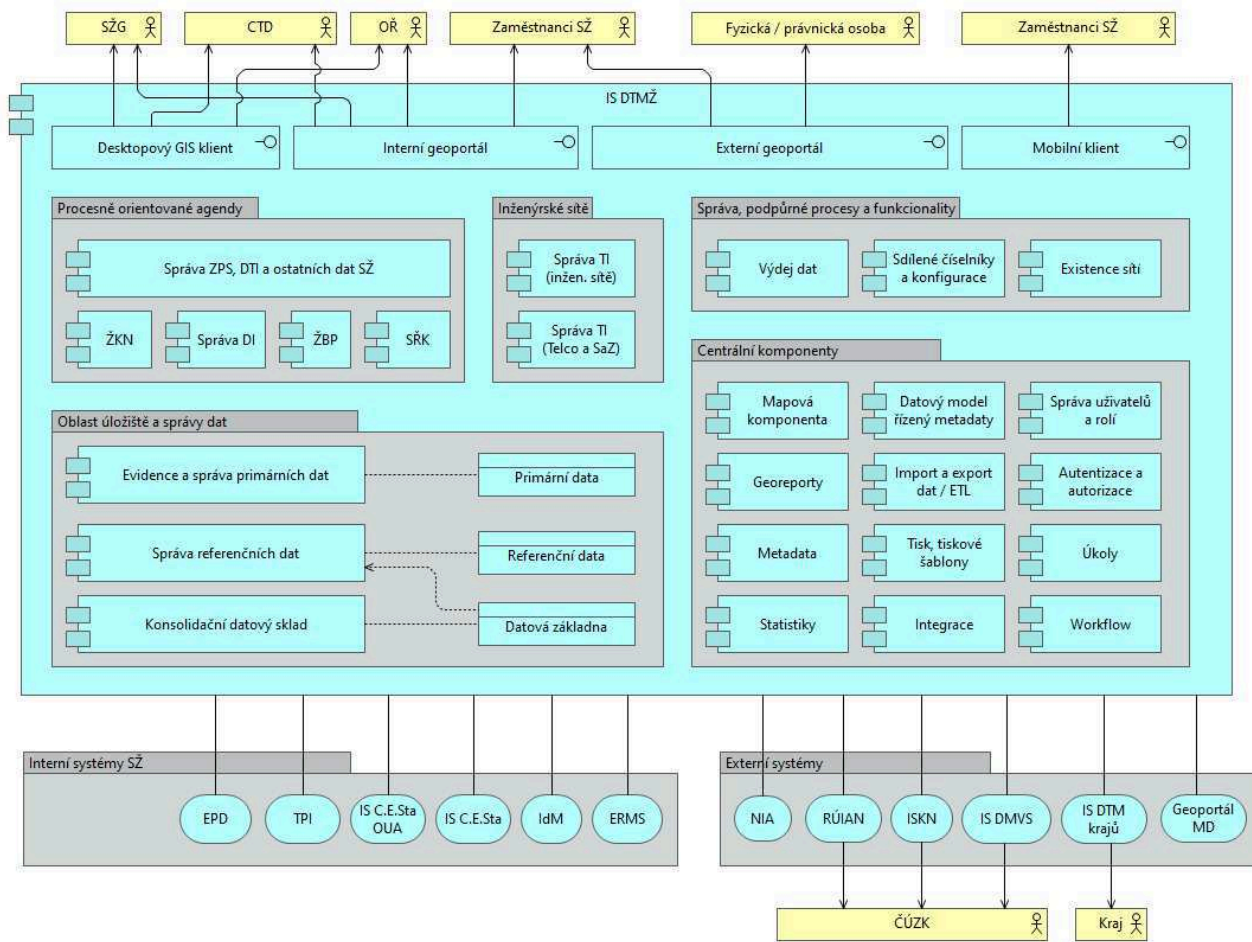 SŽG
CTD
OŘ
Zaměstnanci SŽ
Fyzická / právnická osoba
Zaměstnanci SŽ
IS DTMŽ
Desktopový GIS klient
Interní geoportál
Externí geoportál
Mobilní klient
Procesně orientované agendy
Správa ZPS, DTI a ostatních dat SŽ
ŽKN
Správa DI
ŽBP
SŘK
Inženýrské sítě
Správa TI
(inžen. sítě)
Správa TI
(Telco a SaZ)
Správa, podpůrné procesy a funkcionality
Výdej dat
Sdílené číselníky
a konfigurace
Existence sítí
Centrální komponenty
Mapová
komponenta
Datový model
řízený metadaty
Správa uživatelů
a rolí
Georeporty
Import a export
dat / ETL
Autentizace a
autorizace
Metadata
Tisk, tiskové
šablony
Úkoly
Statistiky
Integrace
Workflow
Oblast úložiště a správy dat
Evidence a správa primárních dat
Primární data
Správa referenčních dat
Referenční data
Konsolidační datový sklad
Datová základna
Interní systémy SŽ
EPD
TPI
IS C.E.Sta
OUA
IS C.E.Sta
IdM
ERMS
Externí systémy
NIA
RÚIAN
ISKN
IS DMVS
IS DTM
krajů
Geoportál
MD
ČÚZK
Kraj